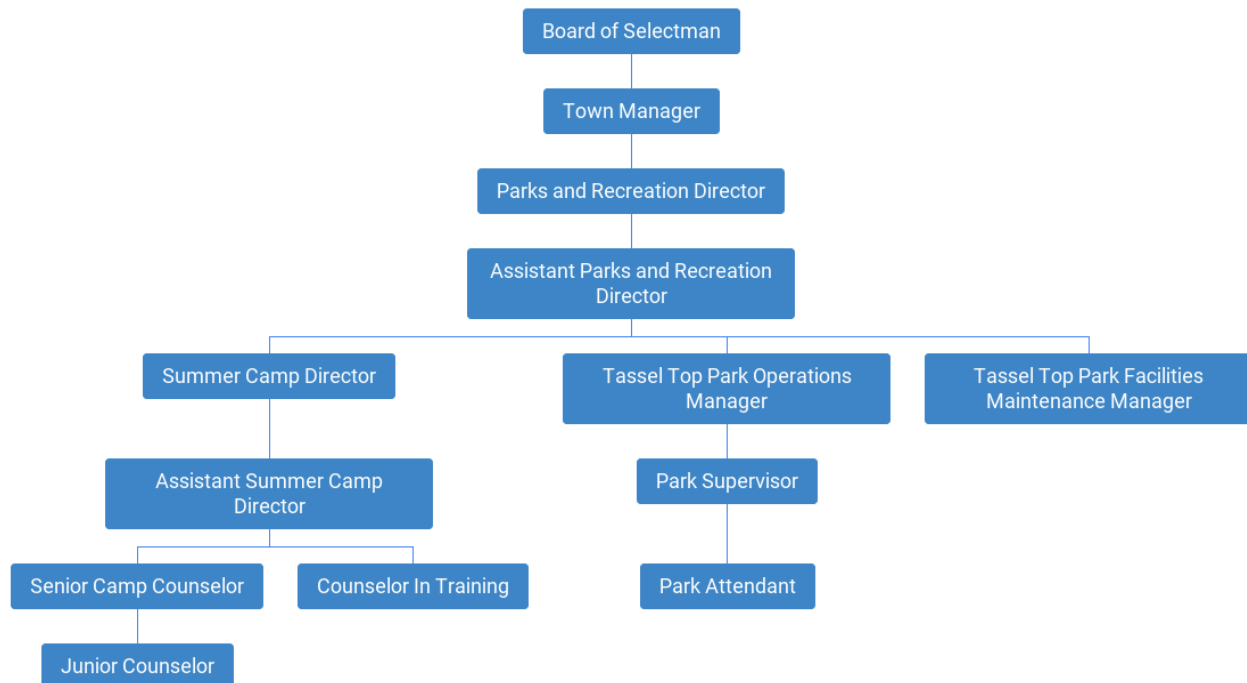 Board of Selectman
Town Manager
Parks and Recreation Director
Assistant Parks and Recreation
Director
Summer Camp Director
Tassel Top Park Operations
Manager
Tassel Top Park Facilities
Maintenance Manager
Assistant Summer Camp
Director
Park Supervisor
Senior Camp Counselor
Counselor In Training
Park Attendant
Junior Counselor